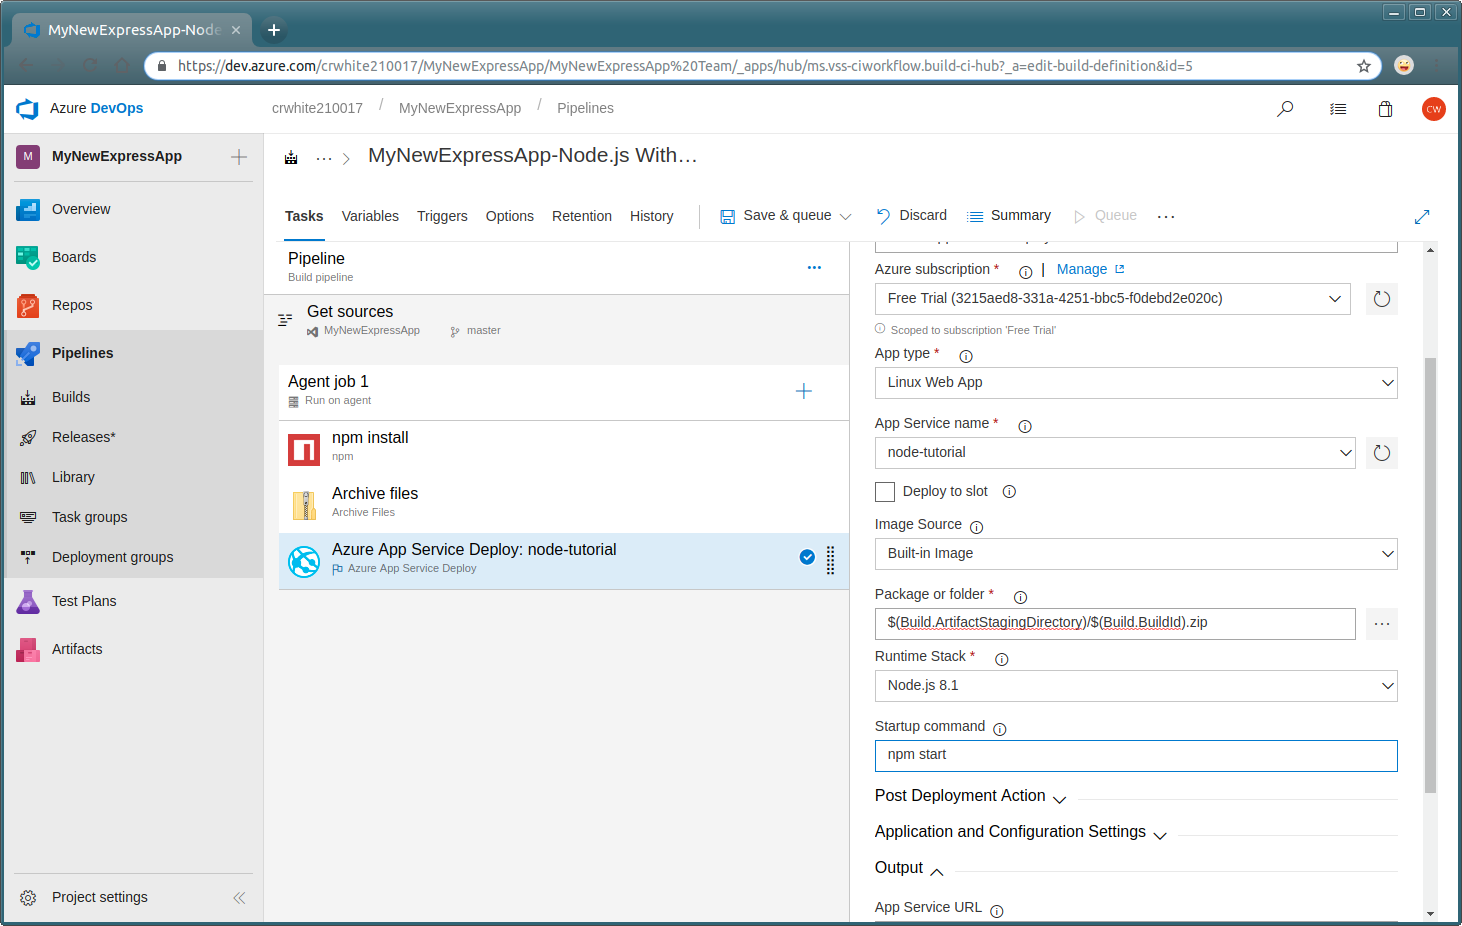 MyNewExpressApp-Node
https://dev.azure.com/crwhite210017/MyNewExpressApp/MyNewExpressApp%20Team/_apps/hub/ms.vss-ciworkflow.build-ci-hub?_a=edit-build-definition&id=5
Azure DevOps
crwhite210017 / MyNewExpressApp / Pipelines
CW
M MyNewExpressApp
Overview
Boards
Repos
Pipelines
Builds
Releases*
Library
Task groups
Deployment groups
Test Plans
Artifacts
Project settings
... > MyNewExpressApp-Node.js With...
Tasks Variables Triggers Options Retention History Save & queue Discard Summary Queue ...
Pipeline
Build pipeline
Get sources
MyNewExpressApp master
Agent job 1
Run on agent
npm install
npm
Archive files
Archive Files
Azure App Service Deploy: node-tutorial
Azure App Service Deploy
Azure subscription * | Manage
Free Trial (3215aed8-331a-4251-bbc5-f0debd2e020c)
Scoped to subscription 'Free Trial'
App type *
Linux Web App
App Service name *
node-tutorial
Deploy to slot
Image Source
Built-in Image
Package or folder *
$(Build.ArtifactStagingDirectory)/$(Build.BuildId).zip
Runtime Stack *
Node.js 8.1
Startup command
npm start
Post Deployment Action
Application and Configuration Settings
Output
App Service URL